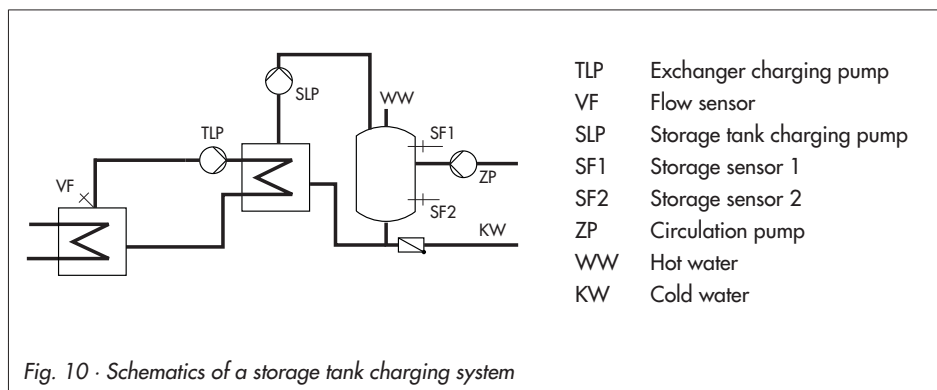 WW
SLP
SF1
TLP
ZP
VF
SF2
KW
TLP Exchanger charging pump
VF Flow sensor
SLP Storage tank charging pump
SF1 Storage sensor 1
SF2 Storage sensor 2
ZP Circulation pump
WW Hot water
KW Cold water
Fig. 10 · Schematics of a storage tank charging system